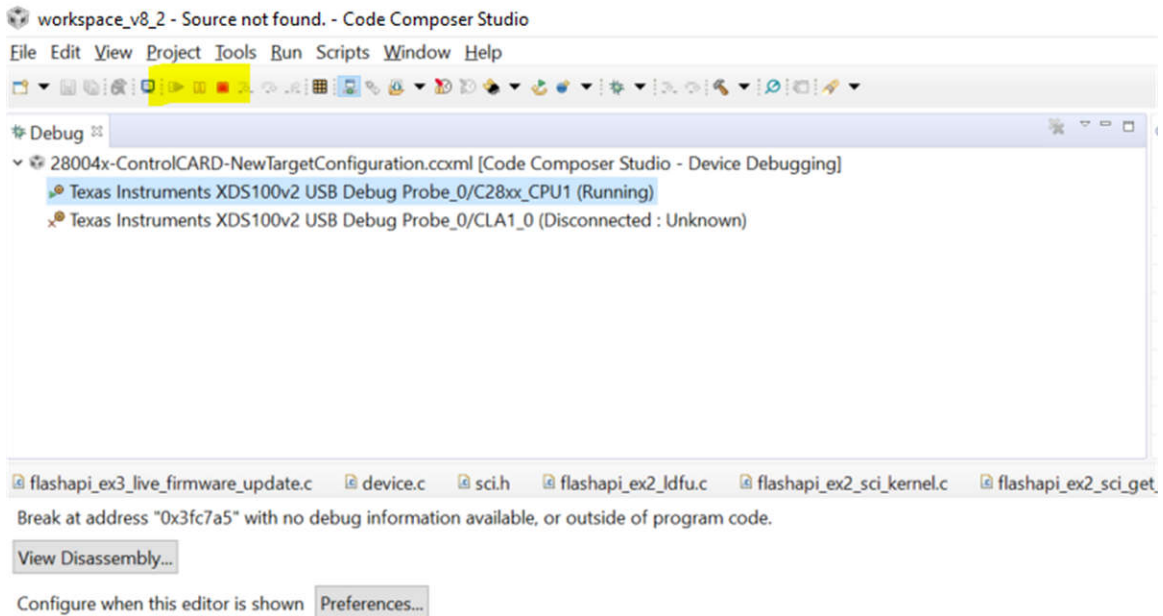 workspace_v8_2 - Source not found. - Code Composer Studio
File Edit View Project Tools Run Scripts Window Help
Debug
28004x-ControlCARD-NewTargetConfiguration.ccxml [Code Composer Studio - Device Debugging]
Texas Instruments XDS100v2 USB Debug Probe_0/C28xx_CPU1 (Running)
Texas Instruments XDS100v2 USB Debug Probe_0/CLA1_0 (Disconnected : Unknown)
flashapi_ex3_live_firmware_update.c device.c sci.h flashapi_ex2_ldfu.c flashapi_ex2_sci_kernel.c flashapi_ex2_sci_get_
Break at address "0x3fc7a5" with no debug information available, or outside of program code.
View Disassembly...
Configure when this editor is shown Preferences...